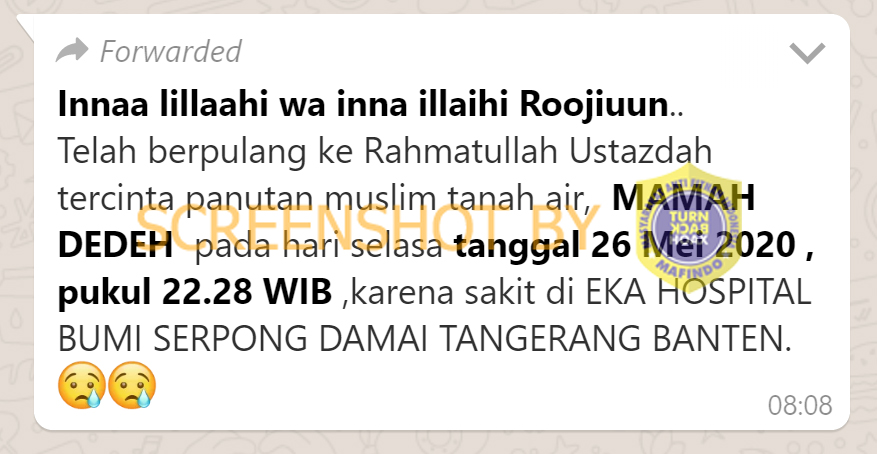 Forwarded
Innaa lillaahi wa inna illaihi Roojiuun..
Telah berpulang ke Rahmatullah Ustazdah
tercinta panutan muslim tanah air, MAMAH
DEDEH pada hari selasa tanggal 26 Mei 2020 ,
pukul 22.28 WIB ,karena sakit di EKA HOSPITAL
BUMI SERPONG DAMAI TANGERANG BANTEN.
08:08
SCREENSHOT BY
TURN
BACK
HOAX
MAFINDO